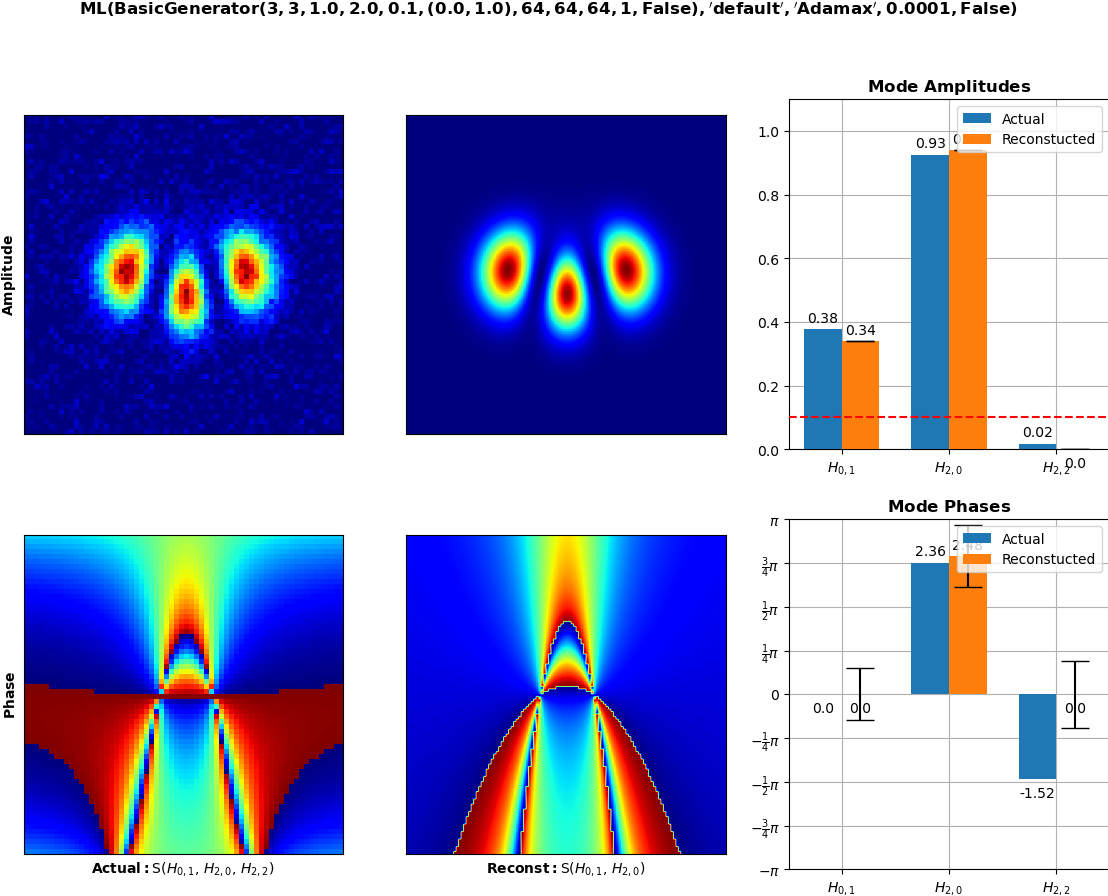 ML(BasicGenerator(3, 3, 1.0, 2.0, 0.1, (0.0, 1.0), 64, 64, 64, 1, False), ′default′, ′Adamax′, 0.0001, False)
Amplitude
Mode Amplitudes
Actual
Reconstucted
1.0
0.8
0.6
0.4
0.2
0.0
0.38
0.34
0.93
0.02
0.0
H₀,₁
H₂,₀
H₂,₂
Phase
Actual: S(H₀,₁, H₂,₀, H₂,₂)
Reconst: S(H₀,₁, H₂,₀)
Mode Phases
Actual
Reconstucted
π
3/4π
1/2π
1/4π
0
−1/4π
−1/2π
−3/4π
−π
0.0
0.0
2.36
-1.52
0.0
H₀,₁
H₂,₀
H₂,₂